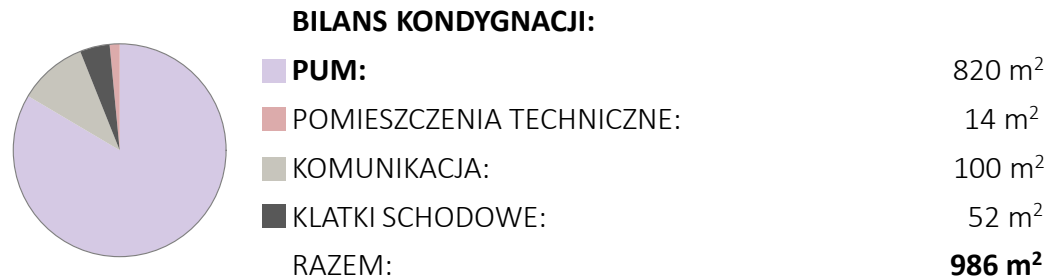 BILANS KONDYGNACJI:
PUM: 820 m²
POMIESZCZENIA TECHNICZNE: 14 m²
KOMUNIKACJA: 100 m²
KLATKI SCHODOWE: 52 m²
RAZEM: 986 m²